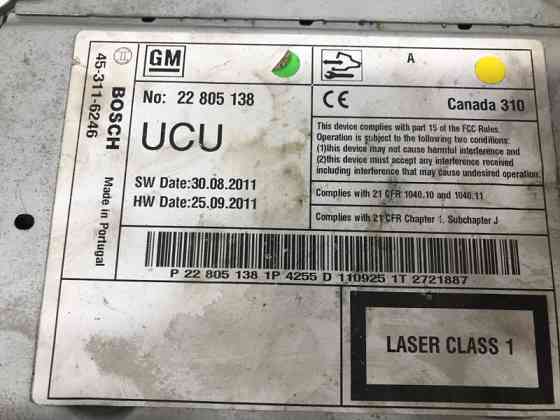 GM
No: 22 805 138
UCU
SW Date:30.08.2011
HW Date:25.09.2011
A
CE
Canada 310
This device complies with part 15 of the FCC Rules.
Operation is subject to the following two conditions:
(1)this device may not cause harmful interference and
(2)this device must accept any interference received
including interference that may cause undesired operation.
Complies with 21 CFR 1040.10 and 1040.11
Complies with 21 CFR Chapter 1, Subchapter J
P 22 805 138 1P 4255 D 110925 1T 2721887
LASER CLASS 1
BOSCH
Made in Portugal
45-311-6246